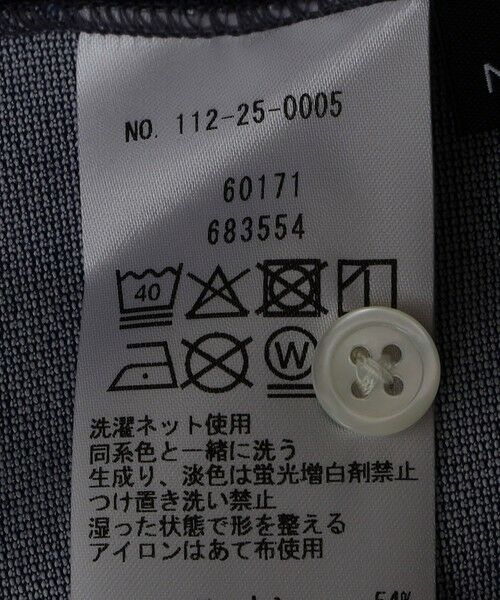 NO. 112-25-0005
60171
683554
40
W
洗濯ネット使用
同系色と一緒に洗う
生成り、淡色は蛍光増白剤禁止
つけ置き洗い禁止
湿った状態で形を整える
アイロンはあて布使用
54%